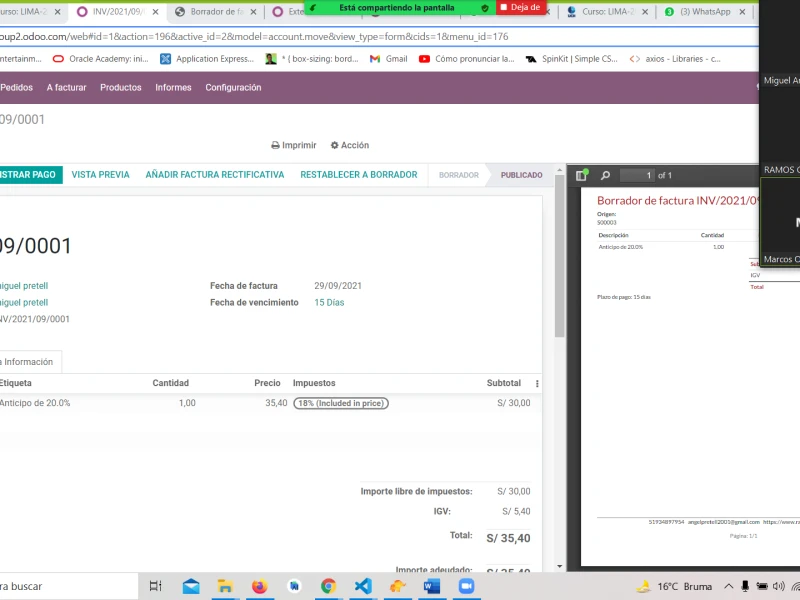 Está compartiendo la pantalla
Deja de
urso: LIMA-2
INV/2021/09/
Borrador de fa
Exte
Curso: LIMA-2
(3) WhatsApp
oup2.odoo.com/web#id=1&action=196&active_id=2&model=account.move&view_type=form&cids=1&menu_id=176
ntertainm...
Oracle Academy: ini...
Application Express...
* ( box-sizing: bord...
Gmail
Cómo pronunciar la...
SpinKit | Simple CS...
axios - Libraries - c...
Miguel An
Pedidos
A facturar
Productos
Informes
Configuración
09/0001
Imprimir
Acción
RAMOS C
STRAR PAGO
VISTA PREVIA
AÑADIR FACTURA RECTIFICATIVA
RESTABLECER A BORRADOR
BORRADOR
PUBLICADO
1 of 1
Marcos O
09/0001
iguel pretell
iguel pretell
NV/2021/09/0001
Fecha de factura
29/09/2021
Fecha de vencimiento
15 Días
a Información
Etiqueta
Cantidad
Precio
Impuestos
Subtotal
Anticipo de 20.0%
1,00
35,40
18% (Included in price)
S/ 30,00
Importe libre de impuestos:
S/ 30,00
IGV:
S/ 5,40
Total:
S/ 35,40
Importe adeudado:
S/ 35,40
Borrador de factura INV/2021/09
Origen:
S00003
Descripción
Cantidad
Anticipo de 20.0%
1,00
Sub
IGV
Total
Plazo de pago: 15 días
51934897954 angelpretell2001@gmail.com https://www.ra
Página: 1/1
ra buscar
16°C Bruma